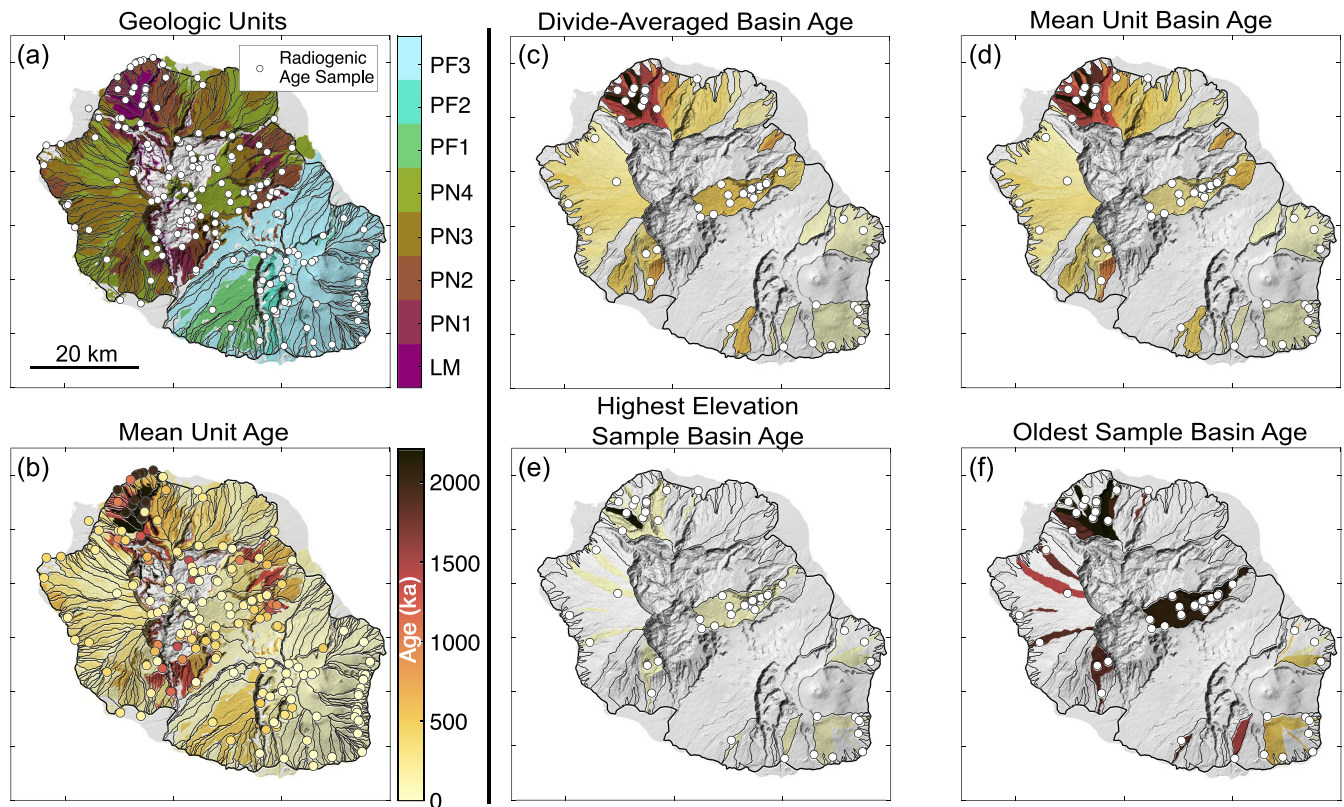 Geologic Units
(a)
Radiogenic
Age Sample
PF3
PF2
PF1
PN4
PN3
PN2
PN1
LM
20 km
Divide-Averaged Basin Age
(c)
Mean Unit Basin Age
(d)
Mean Unit Age
(b)
2000
1500
1000
500
0
Age (ka)
Highest Elevation
Sample Basin Age
(e)
Oldest Sample Basin Age
(f)